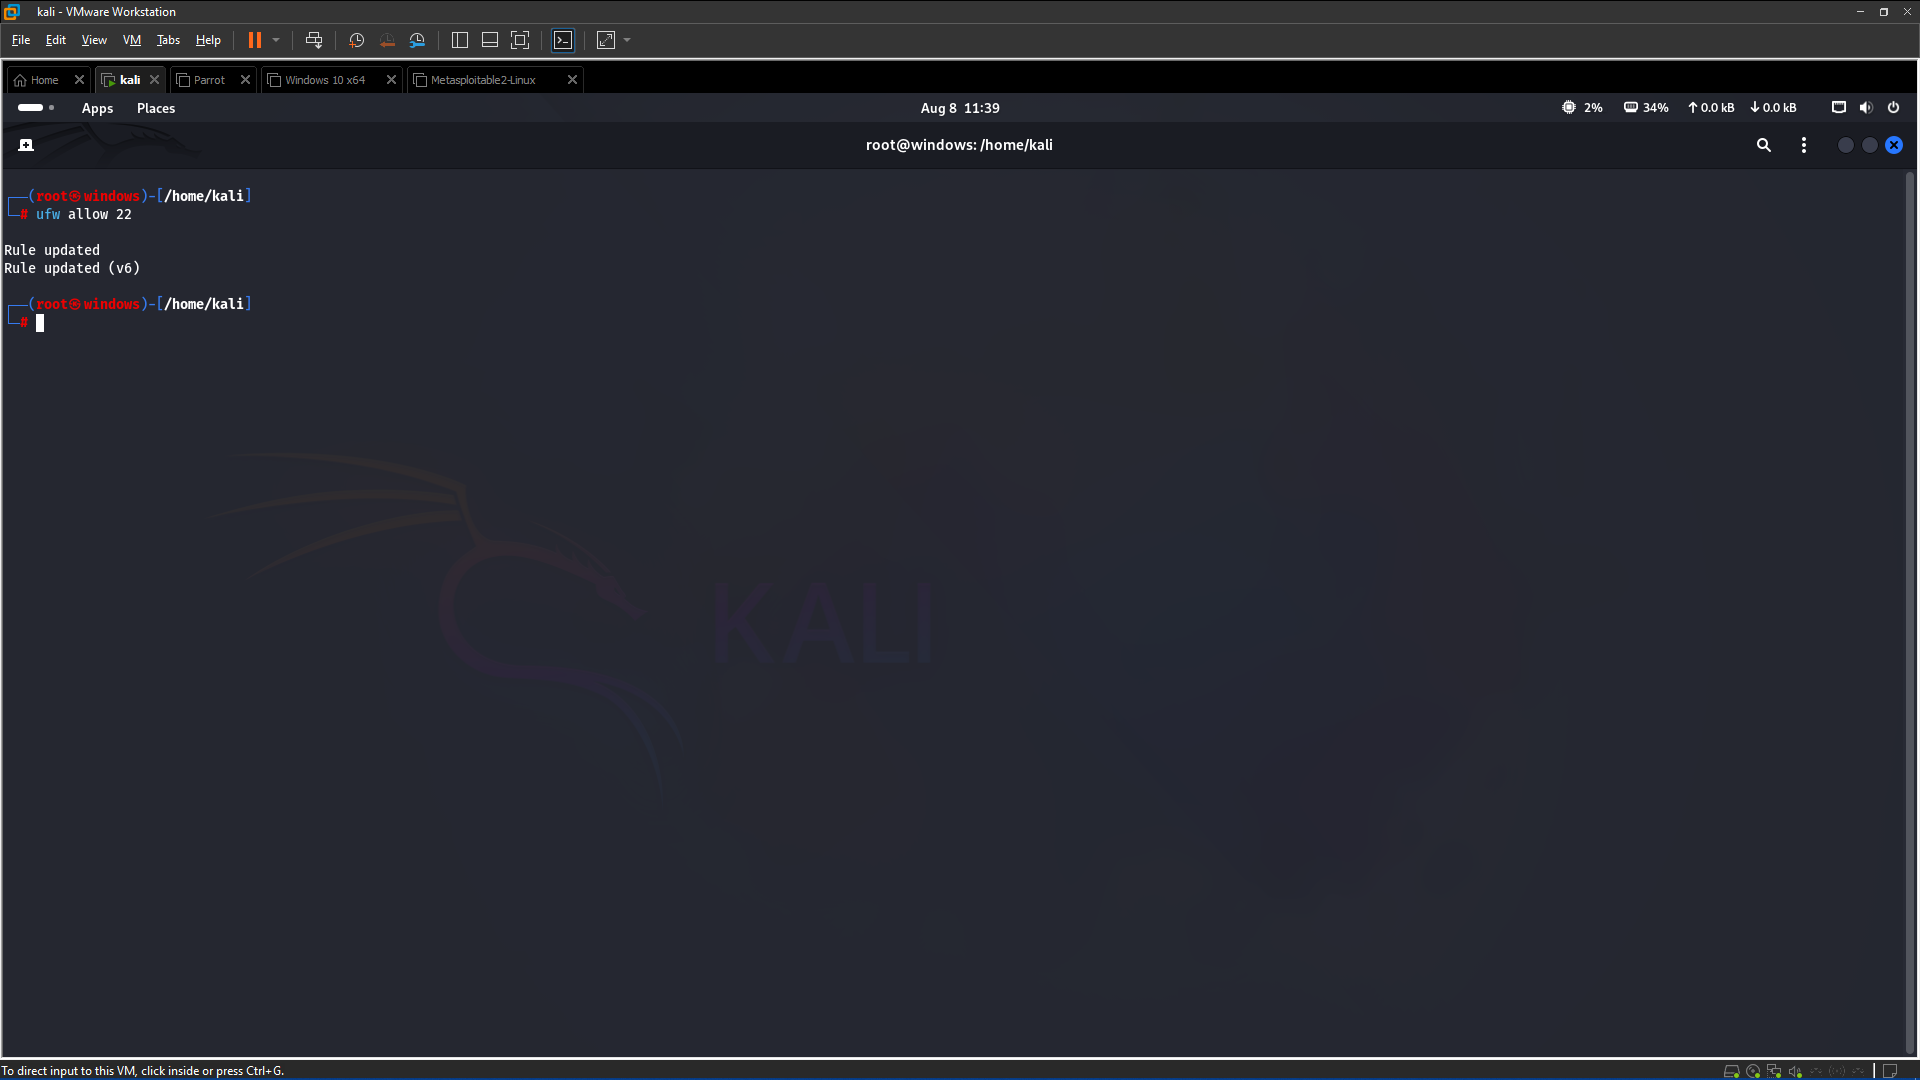 kali - VMware Workstation
File Edit View VM Tabs Help
Home kali Parrot Windows 10 x64 Metasploitable2-Linux
Apps Places Aug 8 11:39 2% 34% 0.0 kB 0.0 kB
root@windows: /home/kali
┌──(root㉿windows)-[/home/kali]
└─# ufw allow 22
Rule updated
Rule updated (v6)
┌──(root㉿windows)-[/home/kali]
└─#
KALI
To direct input to this VM, click inside or press Ctrl+G.